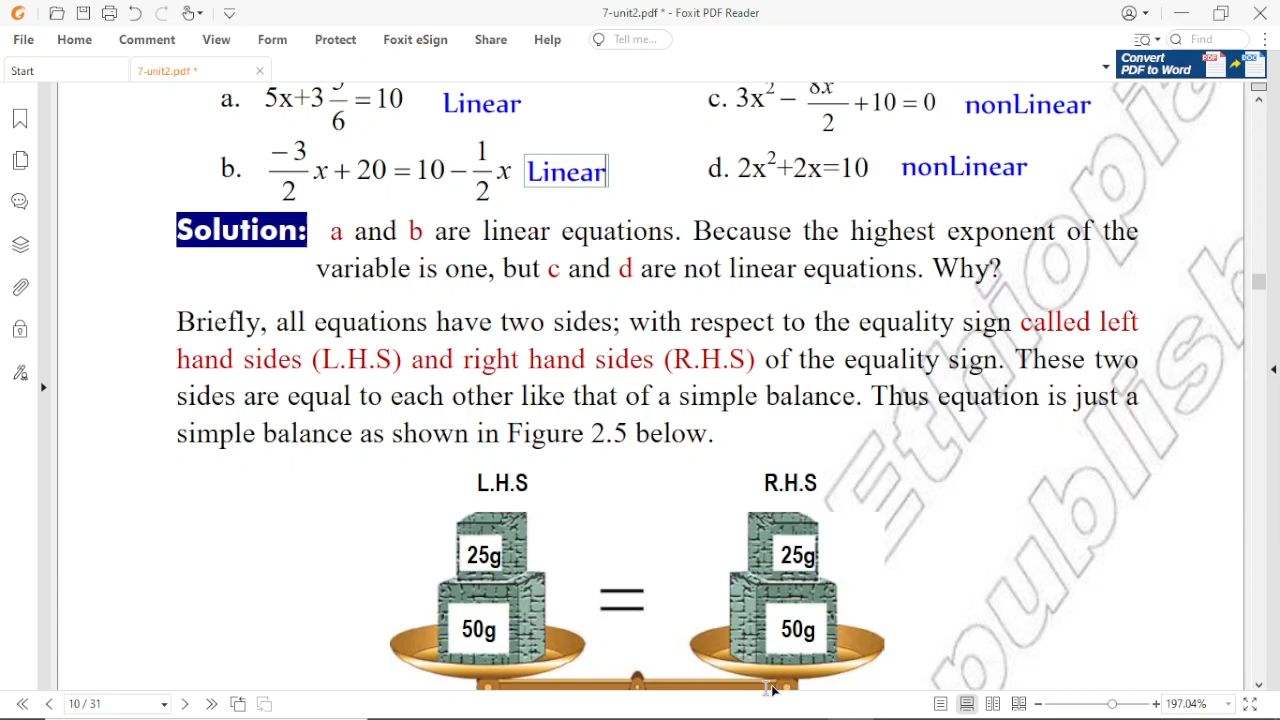 7-unit2.pdf * - Foxit PDF Reader
File Home Comment View Form Protect Foxit eSign Share Help Tell me... Find
Start 7-unit2.pdf * Convert PDF to Word PDF DOC
a. 5x+3 5/6 = 10 Linear c. 3x² − 8x/2 + 10 = 0 nonLinear
b. −3/2 x + 20 = 10 − 1/2 x Linear d. 2x²+2x=10 nonLinear
Solution: a and b are linear equations. Because the highest exponent of the
variable is one, but c and d are not linear equations. Why?
Briefly, all equations have two sides; with respect to the equality sign called left
hand sides (L.H.S) and right hand sides (R.H.S) of the equality sign. These two
sides are equal to each other like that of a simple balance. Thus equation is just a
simple balance as shown in Figure 2.5 below.
L.H.S R.H.S
25g 25g
=
50g 50g
Ethiopia
publish
10 / 31 197.04%